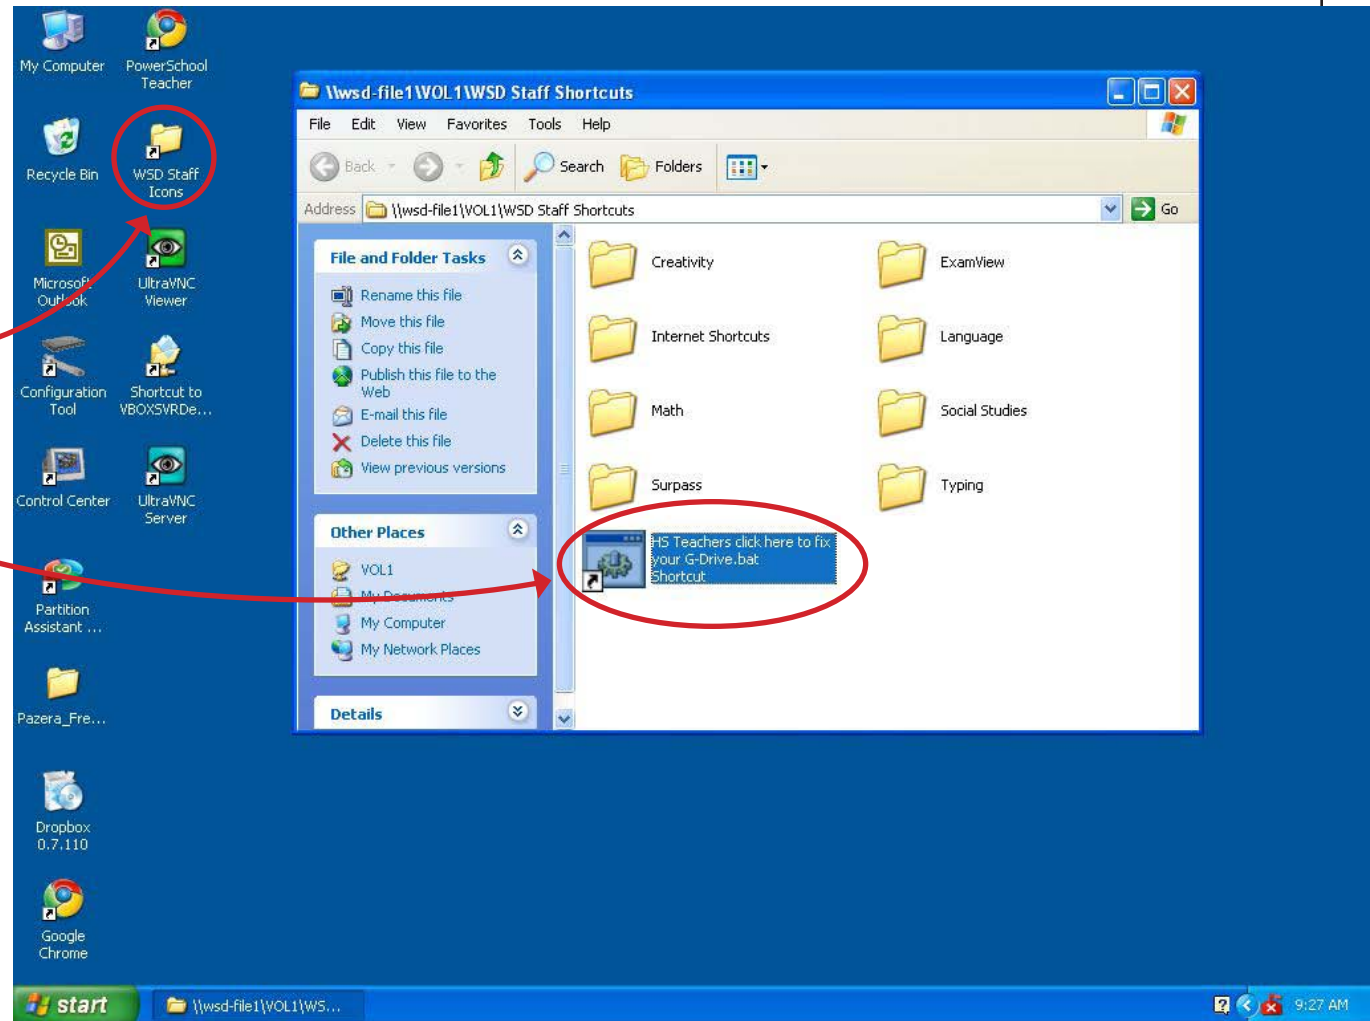 My Computer
PowerSchool
Teacher
Recycle Bin
WSD Staff
Icons
Microsoft
Outlook
UltraVNC
Viewer
Configuration
Tool
Shortcut to
VBOXSVRDe...
Control Center
UltraVNC
Server
Partition
Assistant ...
Pazera_Fre...
Dropbox
0.7.110
Google
Chrome
\\wsd-file1\VOL1\WSD Staff Shortcuts
File Edit View Favorites Tools Help
Back Search Folders
Address \\wsd-file1\VOL1\WSD Staff Shortcuts Go
File and Folder Tasks
Rename this file
Move this file
Copy this file
Publish this file to the
Web
E-mail this file
Delete this file
View previous versions
Other Places
VOL1
My Documents
My Computer
My Network Places
Details
Creativity
ExamView
Internet Shortcuts
Language
Math
Social Studies
Surpass
Typing
HS Teachers click here to fix
your G-Drive.bat
Shortcut
start
\\wsd-file1\VOL1\WS...
9:27 AM